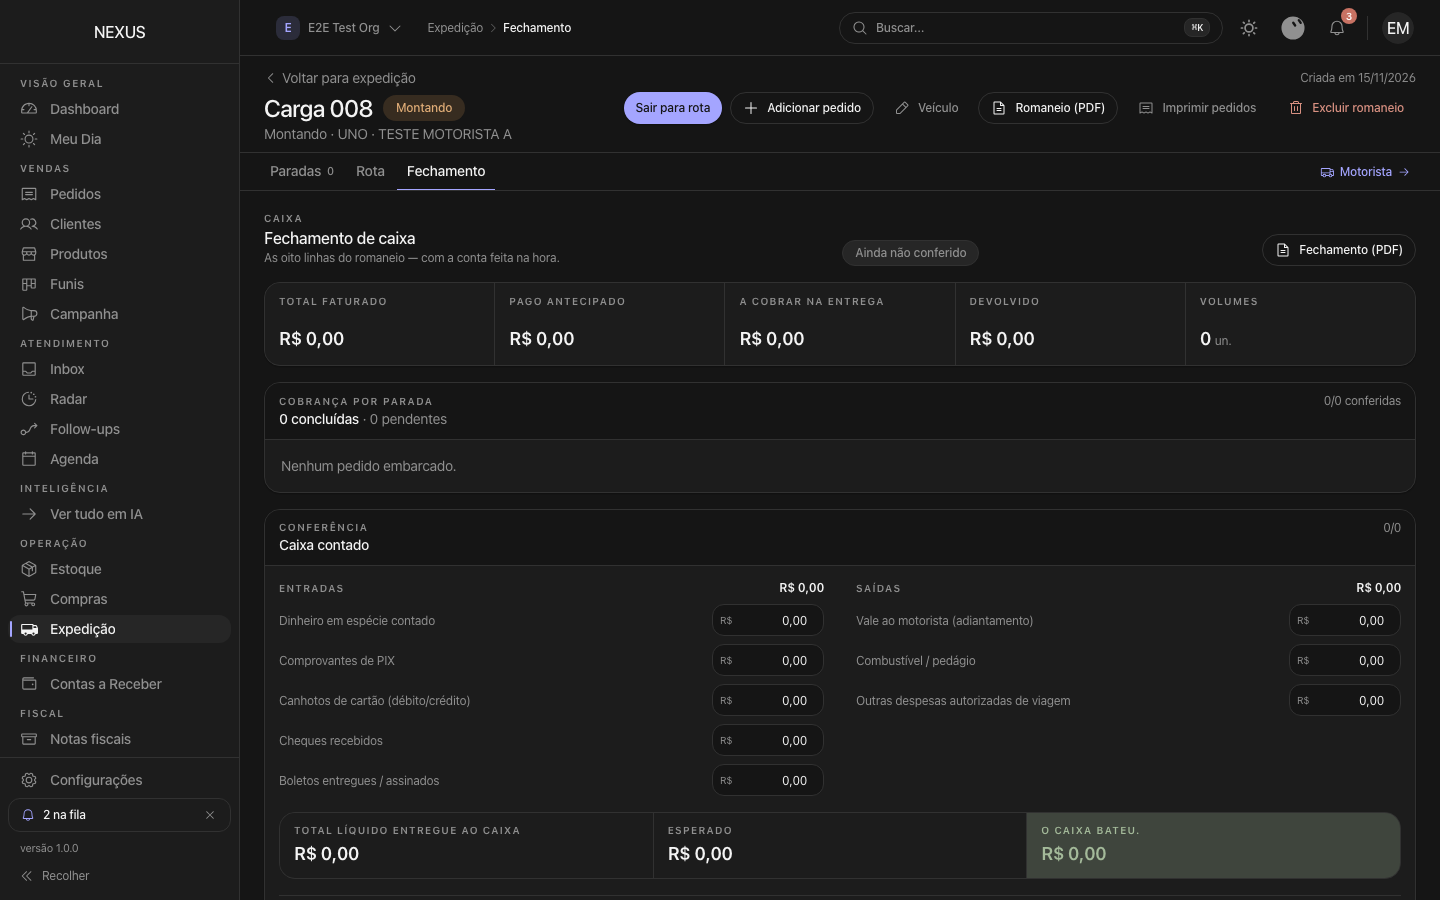 NEXUS
VISÃO GERAL
Dashboard
Meu Dia
VENDAS
Pedidos
Clientes
Produtos
Funis
Campanha
ATENDIMENTO
Inbox
Radar
Follow-ups
Agenda
INTELIGÊNCIA
Ver tudo em IA
OPERAÇÃO
Estoque
Compras
Expedição
FINANCEIRO
Contas a Receber
FISCAL
Notas fiscais
Configurações
2 na fila
versão 1.0.0
Recolher
E E2E Test Org Expedição Fechamento
Buscar... ⌘K 3 EM
Voltar para expedição Criada em 15/11/2026
Carga 008 Montando Sair para rota Adicionar pedido Veículo Romaneio (PDF) Imprimir pedidos Excluir romaneio
Montando · UNO · TESTE MOTORISTA A
Paradas 0 Rota Fechamento Motorista
CAIXA
Fechamento de caixa
As oito linhas do romaneio — com a conta feita na hora.
Ainda não conferido
Fechamento (PDF)
TOTAL FATURADO PAGO ANTECIPADO A COBRAR NA ENTREGA DEVOLVIDO VOLUMES
R$ 0,00 R$ 0,00 R$ 0,00 R$ 0,00 0 un.
COBRANÇA POR PARADA 0/0 conferidas
0 concluídas · 0 pendentes
Nenhum pedido embarcado.
CONFERÊNCIA 0/0
Caixa contado
ENTRADAS R$ 0,00 SAÍDAS R$ 0,00
Dinheiro em espécie contado R$ 0,00 Vale ao motorista (adiantamento) R$ 0,00
Comprovantes de PIX R$ 0,00 Combustível / pedágio R$ 0,00
Canhotos de cartão (débito/crédito) R$ 0,00 Outras despesas autorizadas de viagem R$ 0,00
Cheques recebidos R$ 0,00
Boletos entregues / assinados R$ 0,00
TOTAL LÍQUIDO ENTREGUE AO CAIXA ESPERADO O CAIXA BATEU.
R$ 0,00 R$ 0,00 R$ 0,00